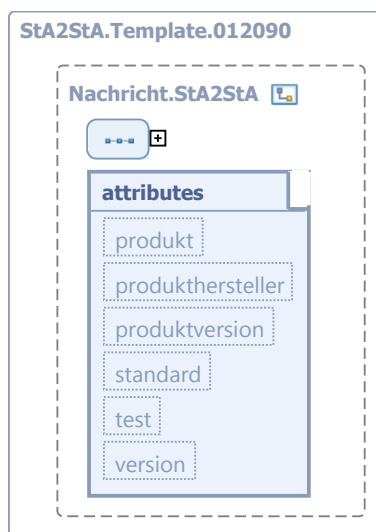 StA2StA.Template.012090
Nachricht.StA2StA
attributes
produkt
produkthersteller
produktversion
standard
test
version